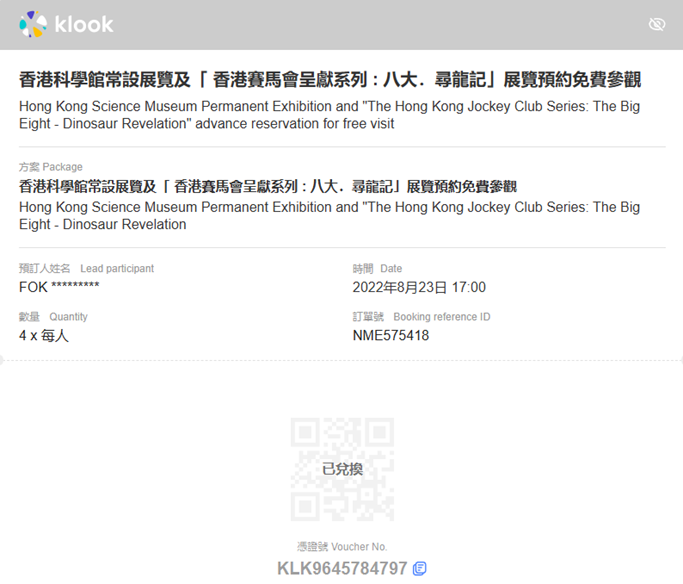 klook
香港科學館常設展覽及「 香港賽馬會呈獻系列 : 八大．尋龍記」展覽預約免費參觀
Hong Kong Science Museum Permanent Exhibition and "The Hong Kong Jockey Club Series: The Big
Eight - Dinosaur Revelation" advance reservation for free visit
方案 Package
香港科學館常設展覽及「 香港賽馬會呈獻系列 : 八大．尋龍記」展覽預約免費參觀
Hong Kong Science Museum Permanent Exhibition and "The Hong Kong Jockey Club Series: The Big
Eight - Dinosaur Revelation
預訂人姓名 Lead participant
FOK *********
時間 Date
2022年8月23日 17:00
數量 Quantity
4 x 每人
訂單號 Booking reference ID
NME575418
已兌換
憑證號 Voucher No.
KLK9645784797